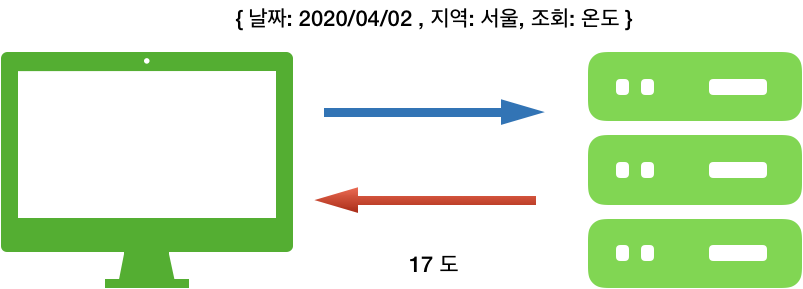 { 날짜: 2020/04/02 , 지역: 서울, 조회: 온도 }
17 도